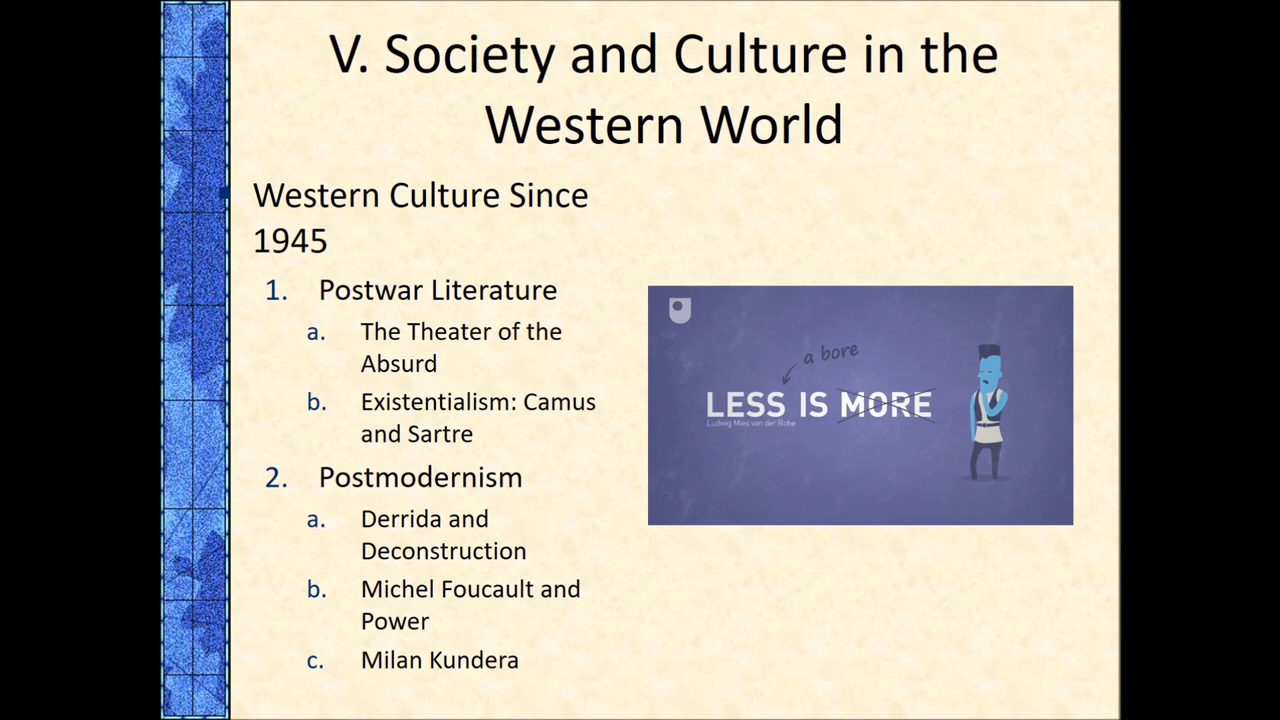 V. Society and Culture in the
Western World
Western Culture Since
1945
1. Postwar Literature
a. The Theater of the
Absurd
b. Existentialism: Camus
and Sartre
2. Postmodernism
a. Derrida and
Deconstruction
b. Michel Foucault and
Power
c. Milan Kundera
a bore
LESS IS MORE
Ludwig Mies van der Rohe